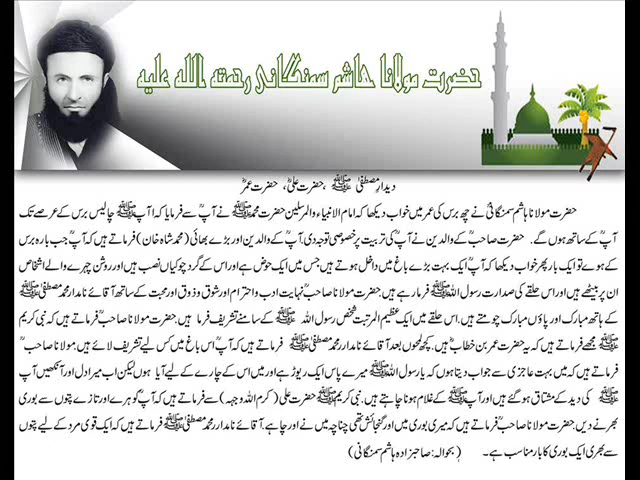 حضرت مولانا هاشم سمنگانی رحمته الله علیه
دیدارِ مصطفیٰ ﷺ ، حضرت علیؓ ، حضرت عمرؓ
حضرت مولانا ہاشم سمنگانیؒ نے چھ برس کی عمر میں خواب دیکھا کہ امام الانبیاء والمرسلین حضرت محمد ﷺ نے آپؒ سے فرمایا کہ آپ ﷺ چالیس برس کے عرصے تک
آپؒ کے ساتھ ہوں گے۔ حضرت صاحبؒ کے والدین نے آپؒ کی تربیت پر خصوصی توجہ دی۔ آپؒ کے والدین اور بڑے بھائی (محمد شاہ خان) فرماتے ہیں کہ آپؒ جب بارہ برس
کے ہوئے تو ایک بار پھر خواب دیکھا کہ آپؒ ایک بہت بڑے باغ میں داخل ہوتے ہیں جس میں ایک حوض ہے اور اس کے گرد چوکیاں نصب ہیں اور روشن چہرے والے اشخاص
ان پر بیٹھے ہیں اور اس حلقے کی صدارت رسول اللہ ﷺ فرما رہے ہیں۔ حضرت مولانا صاحبؒ نہایت ادب و احترام اور شوق و ذوق اور محبت کے ساتھ آقائے نامدار محمد مصطفیٰ ﷺ
کے ہاتھ مبارک اور پاؤں مبارک چومتے ہیں۔ اس حلقے میں ایک عظیم المرتبت شخص رسول اللہ ﷺ کے سامنے تشریف فرما ہیں۔ حضرت مولانا صاحبؒ فرماتے ہیں کہ نبی کریم
ﷺ مجھے فرماتے ہیں کہ یہ حضرت عمر بن خطابؓ ہیں۔ کچھ لمحوں بعد آقائے نامدار محمد مصطفیٰ ﷺ فرماتے ہیں کہ آپؒ اس باغ میں کس لیے تشریف لائے ہیں۔ مولانا صاحبؒ
فرماتے ہیں کہ میں بہت عاجزی سے جواب دیتا ہوں کہ یا رسول اللہ ﷺ میرے پاس ایک ریوڑ ہے اور میں اس کے چارے کے لیے آیا ہوں لیکن اب میرا دل اور آنکھیں آپ
ﷺ کی دید کے مشتاق ہو گئے ہیں اور آپ ﷺ کے غلام ہونا چاہتے ہیں۔ نبی کریم ﷺ حضرت علی (کرم اللہ وجہہ) سے فرماتے ہیں کہ آپؓ گو ہرے اور تازے پتوں سے بوری
بھرنے دیں۔ حضرت مولانا صاحبؒ فرماتے ہیں کہ میری بوری میں اور گنجائش تھی چنانچہ میں نے اور چاہے۔ آقائے نامدار محمد مصطفیٰ ﷺ فرماتے ہیں کہ ایک قوی مرد کے لیے پتوں
سے بھری ایک بوری کا بار مناسب ہے۔ (بحوالہ: صاحبزادہ ہاشم سمنگانی)